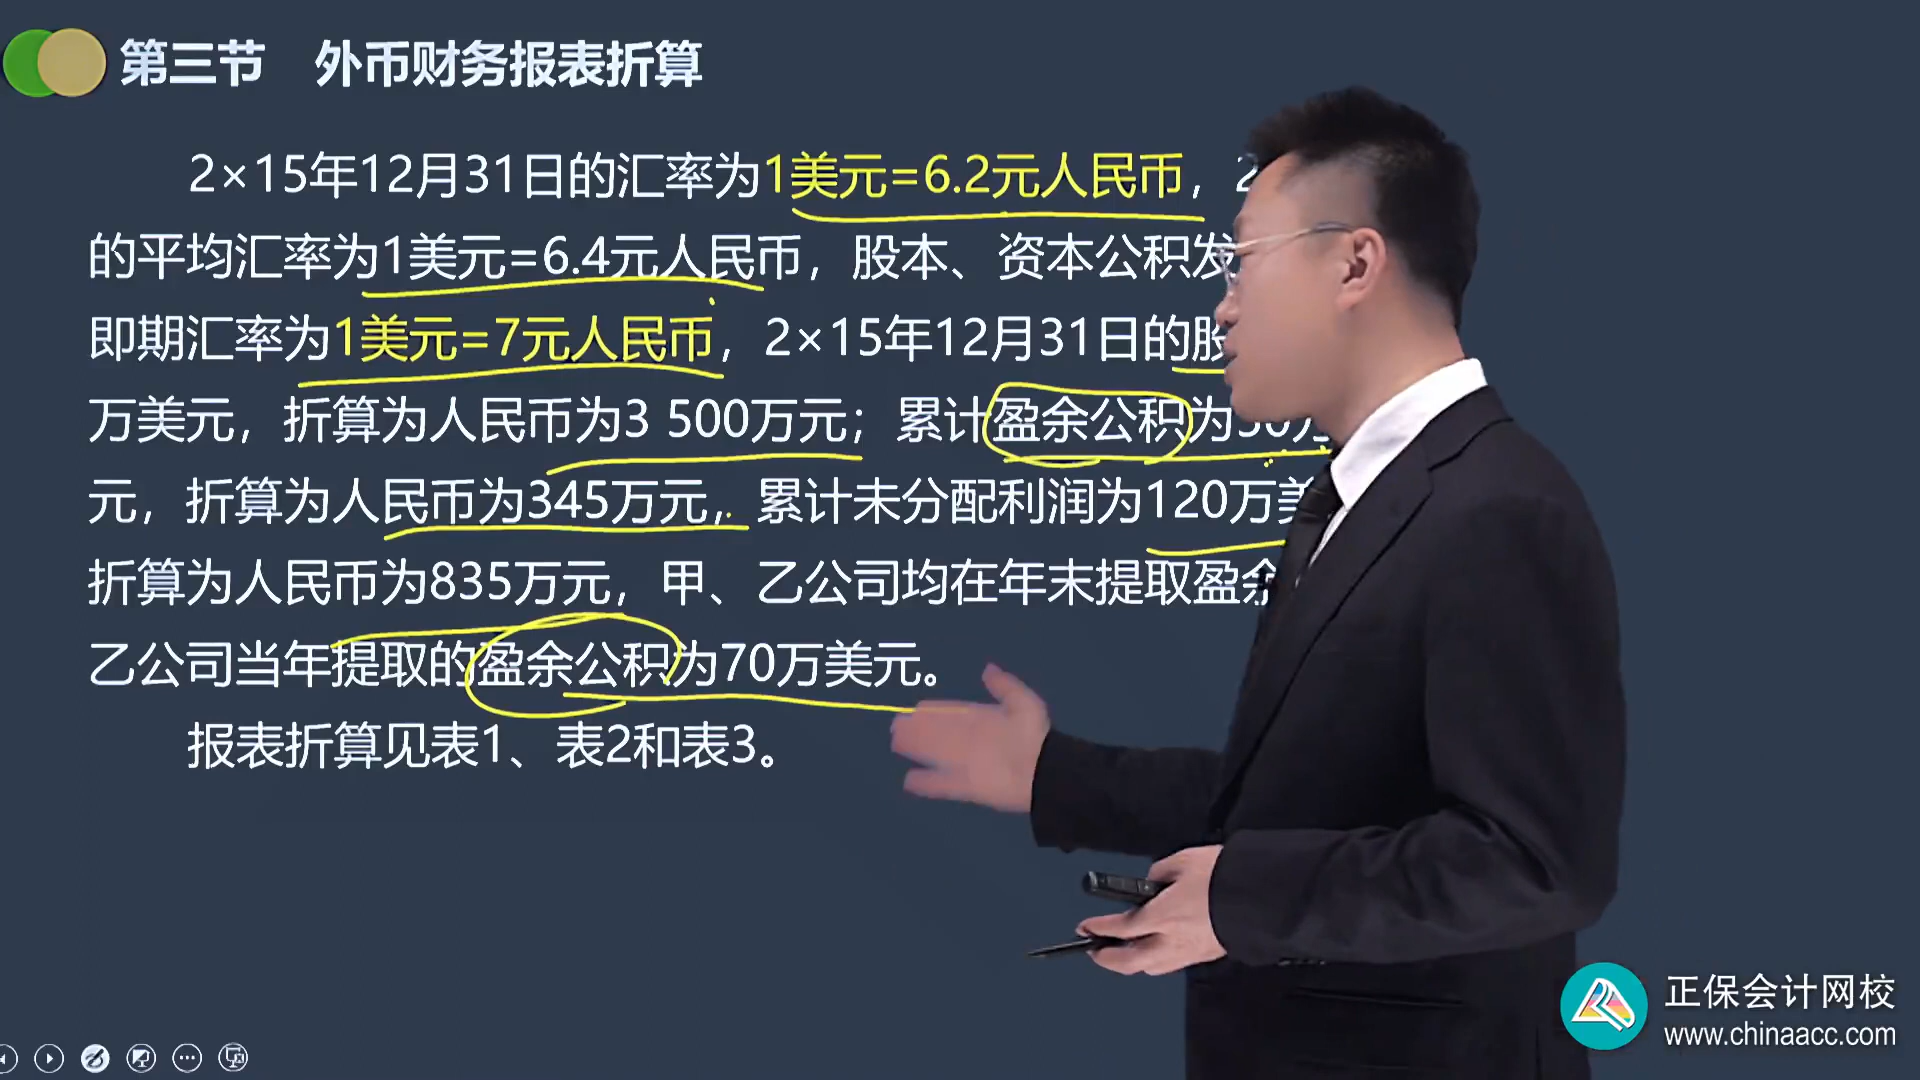 第三节 外币财务报表折算
2×15年12月31日的汇率为1美元=6.2元人民币，2
的平均汇率为1美元=6.4元人民币，股本、资本公积发
即期汇率为1美元=7元人民币，2×15年12月31日的股
万美元，折算为人民币为3 500万元；累计盈余公积为50万
元，折算为人民币为345万元，累计未分配利润为120万美
折算为人民币为835万元，甲、乙公司均在年末提取盈余
乙公司当年提取的盈余公积为70万美元。
报表折算见表1、表2和表3。
正保会计网校
www.chinaacc.com